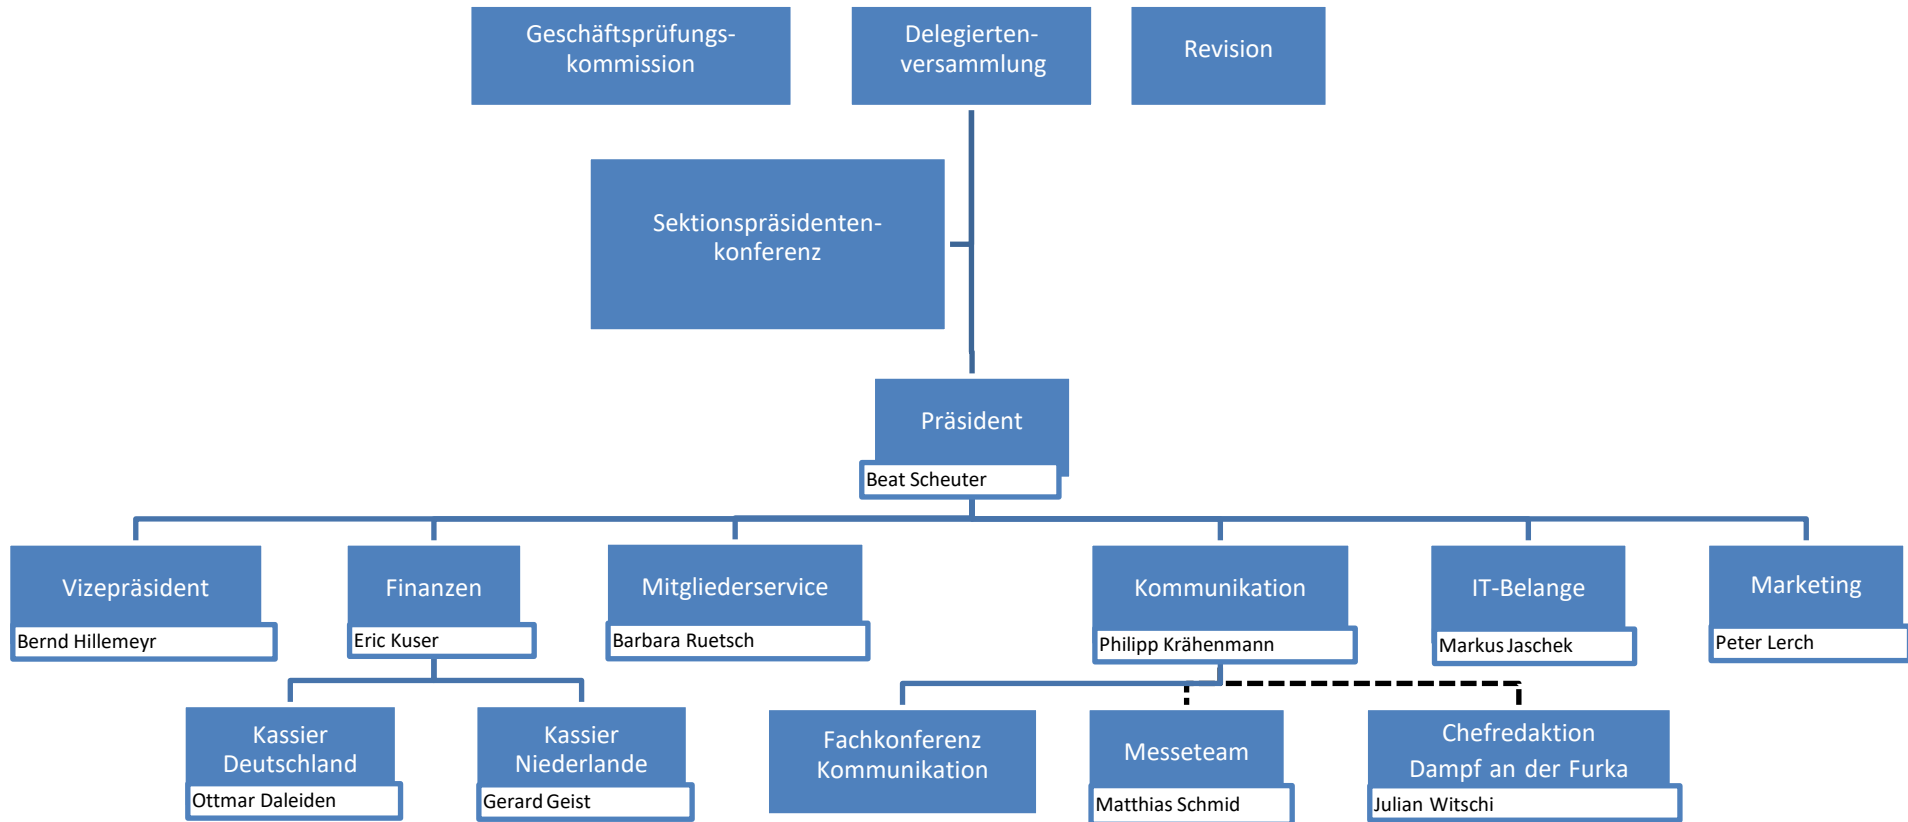 Geschäftsprüfungs-
kommission
Delegierten-
versammlung
Revision
Sektionspräsidenten-
konferenz
Präsident
Beat Scheuter
Vizepräsident
Bernd Hillemeyr
Finanzen
Eric Kuser
Mitgliederservice
Barbara Ruetsch
Kommunikation
Philipp Krähenmann
IT-Belange
Markus Jaschek
Marketing
Peter Lerch
Kassier
Deutschland
Ottmar Daleiden
Kassier
Niederlande
Gerard Geist
Fachkonferenz
Kommunikation
Messeteam
Matthias Schmid
Chefredaktion
Dampf an der Furka
Julian Witschi